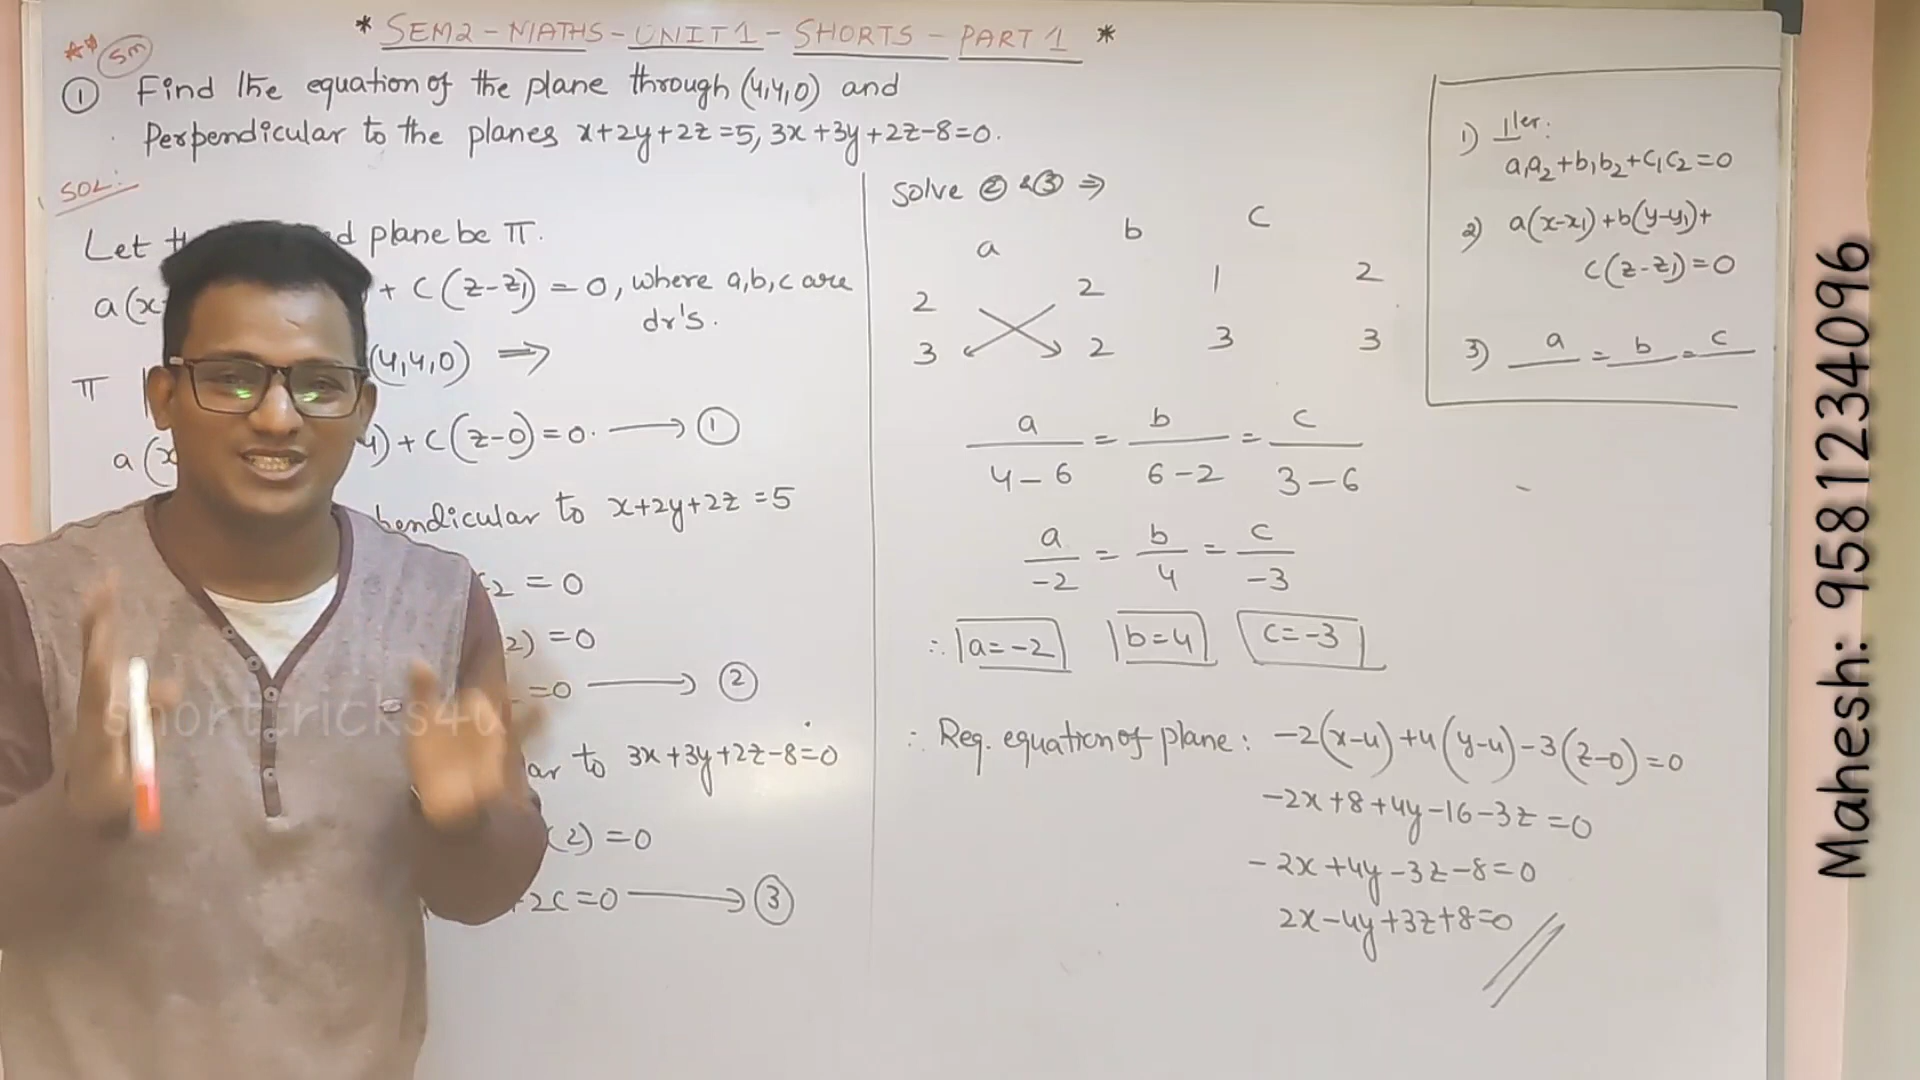 * SEM2 - MATHS - UNIT 1 - SHORTS - PART 1 *
** SM
① Find the equation of the plane through (4,4,0) and
Perpendicular to the planes x+2y+2z=5, 3x+3y+2z-8=0.
SOL:
Let d plane be π.
a(x + c(z-z₁) = 0, where a,b,c are
dr's.
π (4,4,0) ⇒
a(x 4) + c(z-0) = 0. ⟶ ①
pendicular to x+2y+2z = 5
c₂ = 0
2) = 0
= 0 ⟶ ②
ar to 3x+3y+2z-8=0
(2) = 0
+2c=0 ⟶ ③
Solve ② & ③ ⇒
a b c
2 2 1 2
3 2 3 3
a/4-6 = b/6-2 = c/3-6
a/-2 = b/4 = c/-3
∴ a=-2 b=4 c=-3
∴ Req. equation of plane: -2(x-4)+4(y-4)-3(z-0)=0
-2x+8+4y-16-3z=0
-2x+4y-3z-8=0
2x-4y+3z+8=0 //
1) ⊥ler:
a₁a₂+b₁b₂+c₁c₂=0
2) a(x-x₁)+b(y-y₁)+
c(z-z₁)=0
3) a = b = c
Mahesh: 9581234096
shorttricks4u